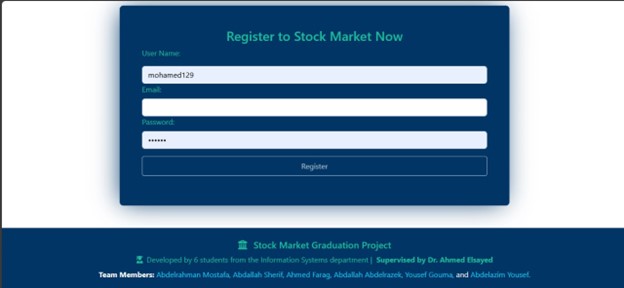 Register to Stock Market Now
User Name:
mohamed129
Email:
Password:
••••••
Register
Stock Market Graduation Project
Developed by 6 students from the Information Systems department | Supervised by Dr. Ahmed Elsayed
Team Members: Abdelrahman Mostafa, Abdallah Sherif, Ahmed Farag, Abdallah Abdelrazek, Yousef Gouma, and Abdelazim Yousef.